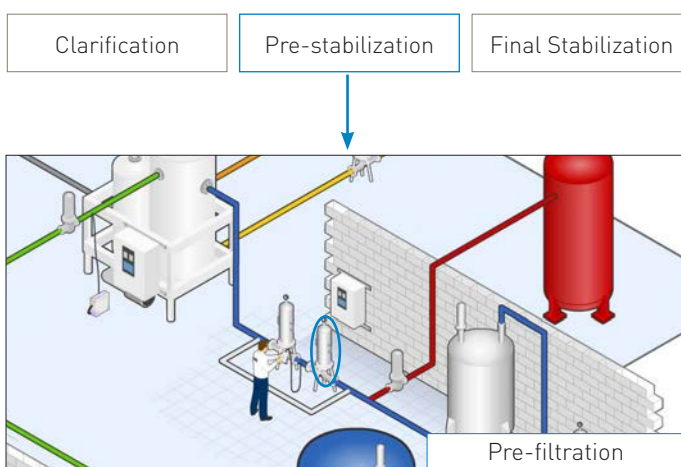 Clarification
Pre-stabilization
Final Stabilization
Pre-filtration